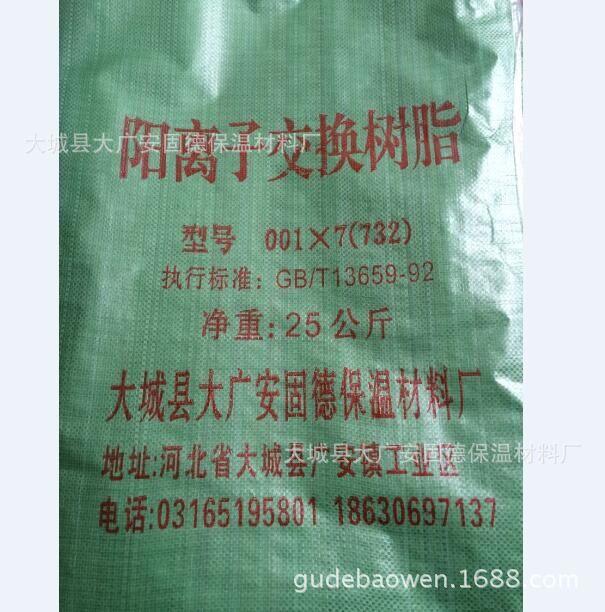 阳离子交换树脂
大城县大广安固德保温材料厂
型号 001×7(732)
执行标准: GB/T13659-92
净重: 25公斤
大城县大广安固德保温材料厂
大城县大广安固德保温材料厂
地址:河北省大城县广安镇工业区
电话:03165195801 18630697137
gudebaowen.1688.com